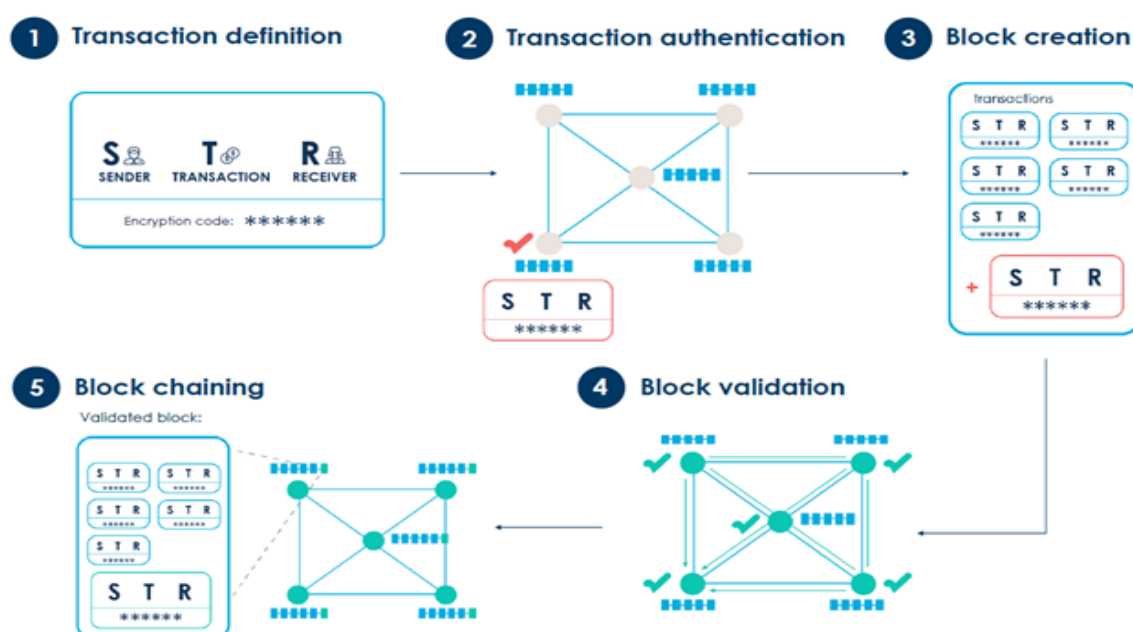 1 Transaction definition
S T R
SENDER TRANSACTION RECEIVER
Encryption code: ******
2 Transaction authentication
S T R
******
3 Block creation
transactions
S T R S T R
****** ******
S T R S T R
****** ******
S T R
******
+ S T R
******
4 Block validation
5 Block chaining
Validated block:
S T R S T R
****** ******
S T R S T R
****** ******
S T R
******
S T R
******